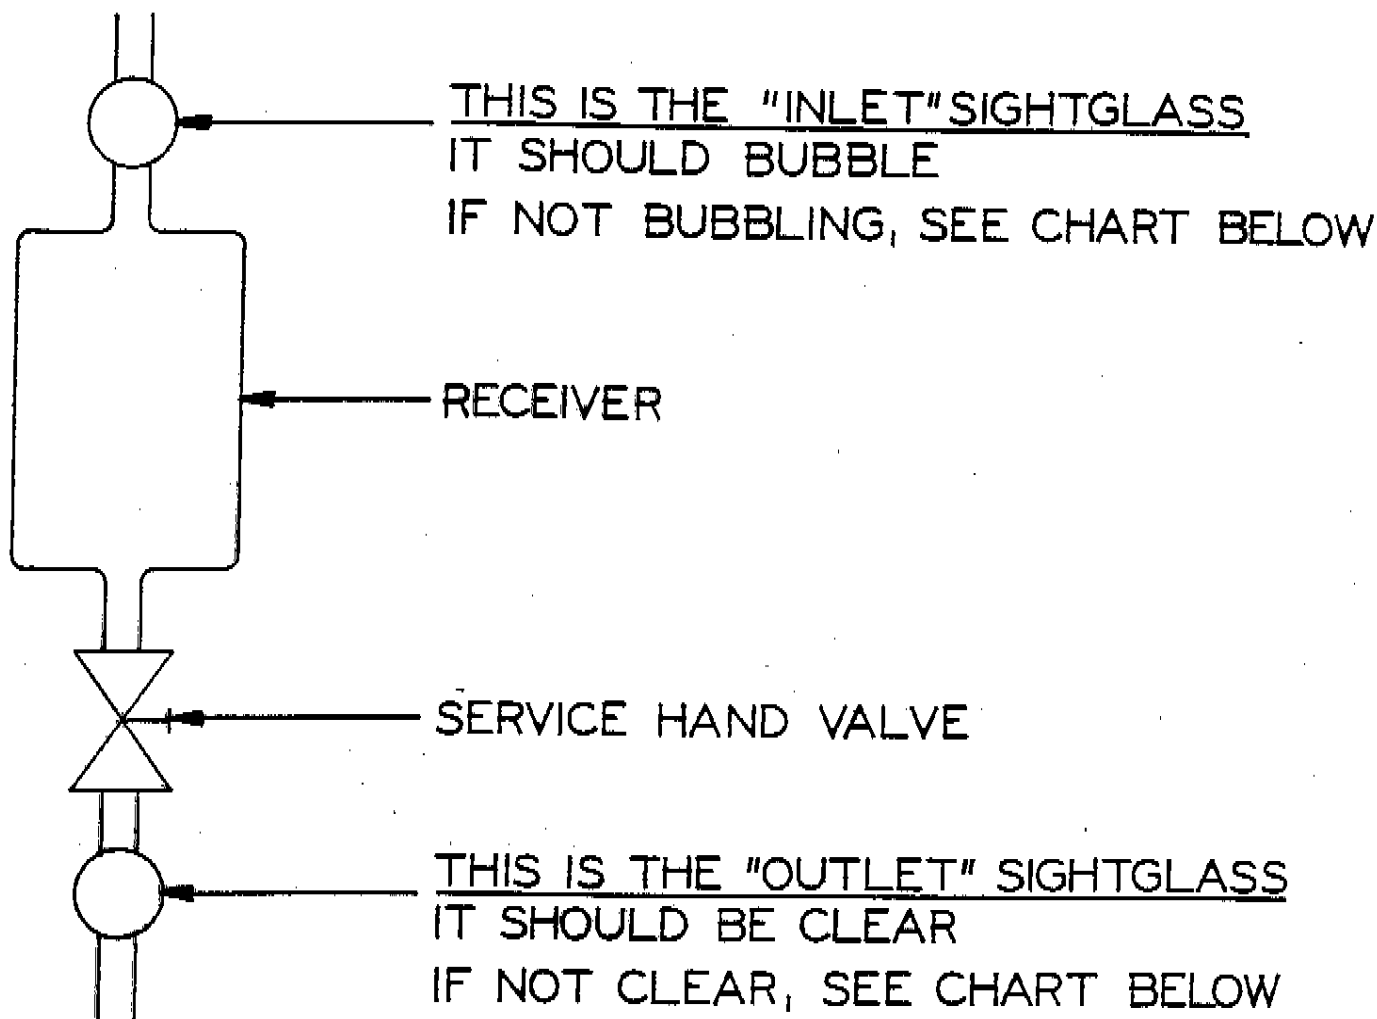 THIS IS THE "INLET" SIGHTGLASS
IT SHOULD BUBBLE
IF NOT BUBBLING, SEE CHART BELOW
RECEIVER
SERVICE HAND VALVE
THIS IS THE "OUTLET" SIGHTGLASS
IT SHOULD BE CLEAR
IF NOT CLEAR, SEE CHART BELOW